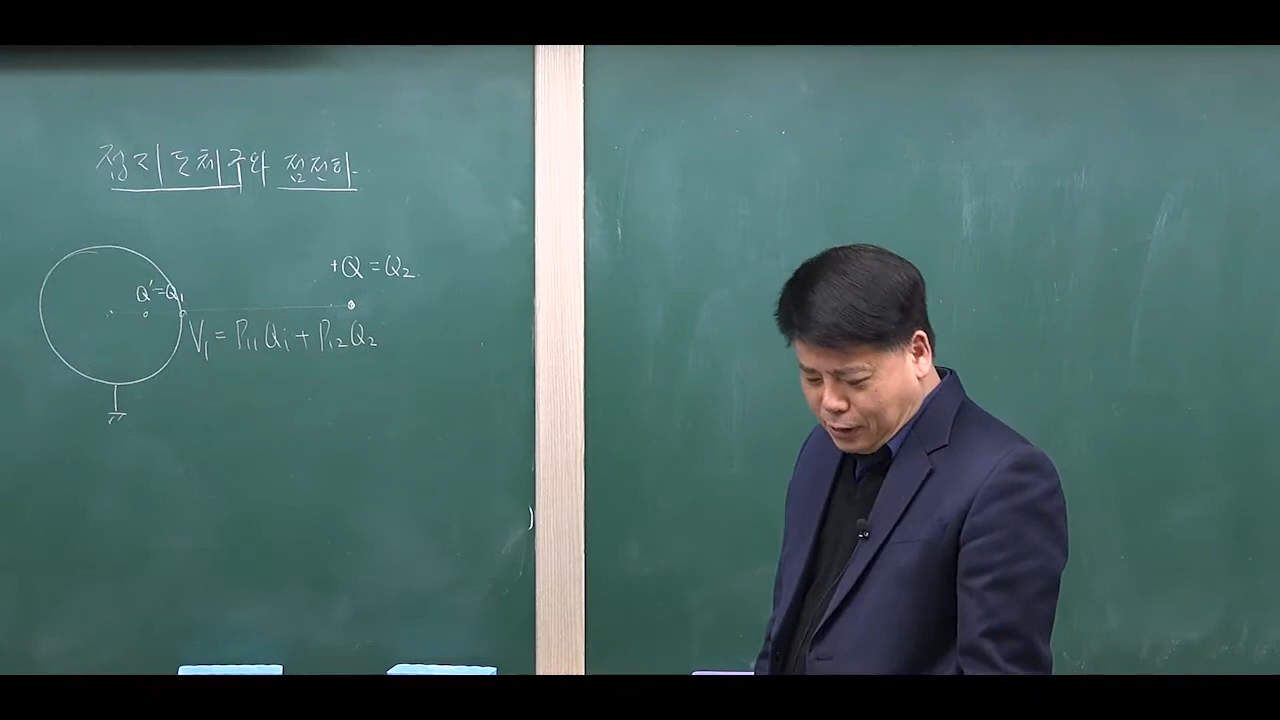 접지도체구와 점전하
+Q = Q₂
Q' = Q₁
V₁ = P₁₁Q₁ + P₁₂Q₂